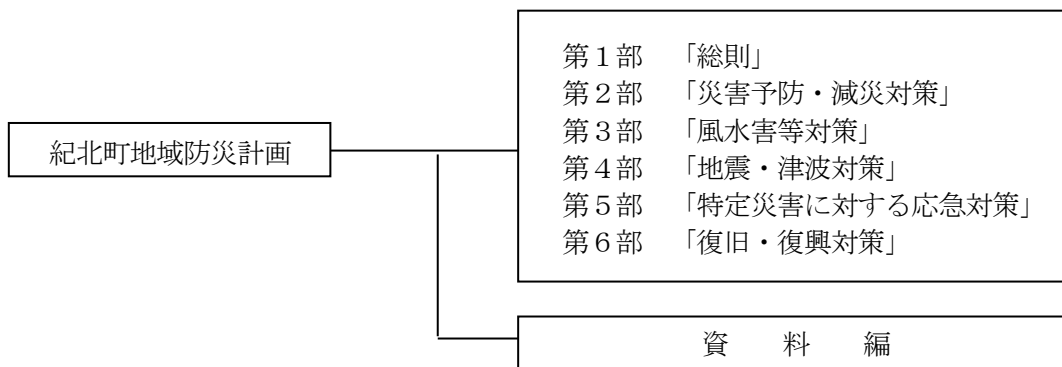 紀北町地域防災計画
第１部　「総則」
第２部　「災害予防・減災対策」
第３部　「風水害等対策」
第４部　「地震・津波対策」
第５部　「特定災害に対する応急対策」
第６部　「復旧・復興対策」
資　料　編